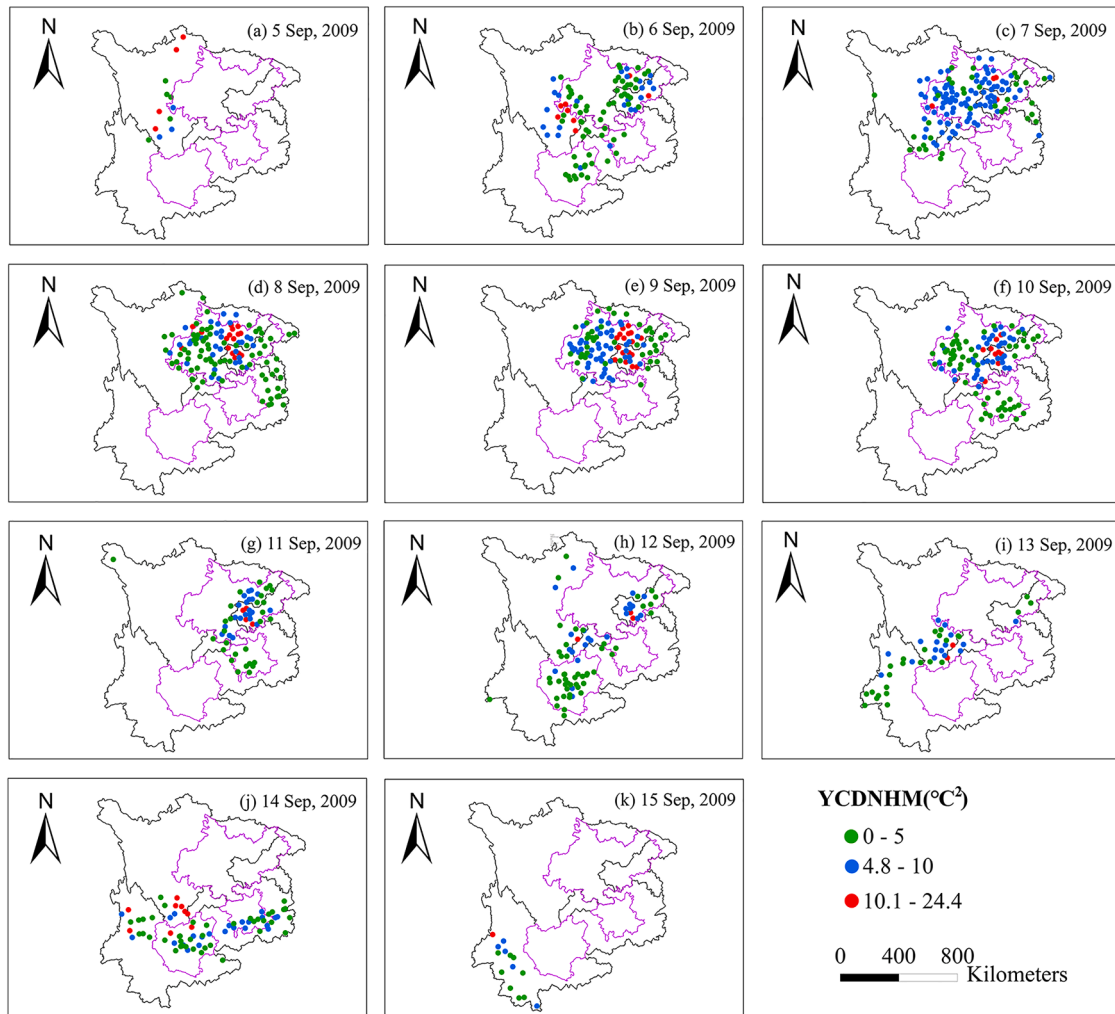 N
(a) 5 Sep, 2009
N
(b) 6 Sep, 2009
N
(c) 7 Sep, 2009
N
(d) 8 Sep, 2009
N
(e) 9 Sep, 2009
N
(f) 10 Sep, 2009
N
(g) 11 Sep, 2009
N
(h) 12 Sep, 2009
N
(i) 13 Sep, 2009
N
(j) 14 Sep, 2009
N
(k) 15 Sep, 2009
YCDNHM(°C²)
0 - 5
4.8 - 10
10.1 - 24.4
0 400 800
Kilometers